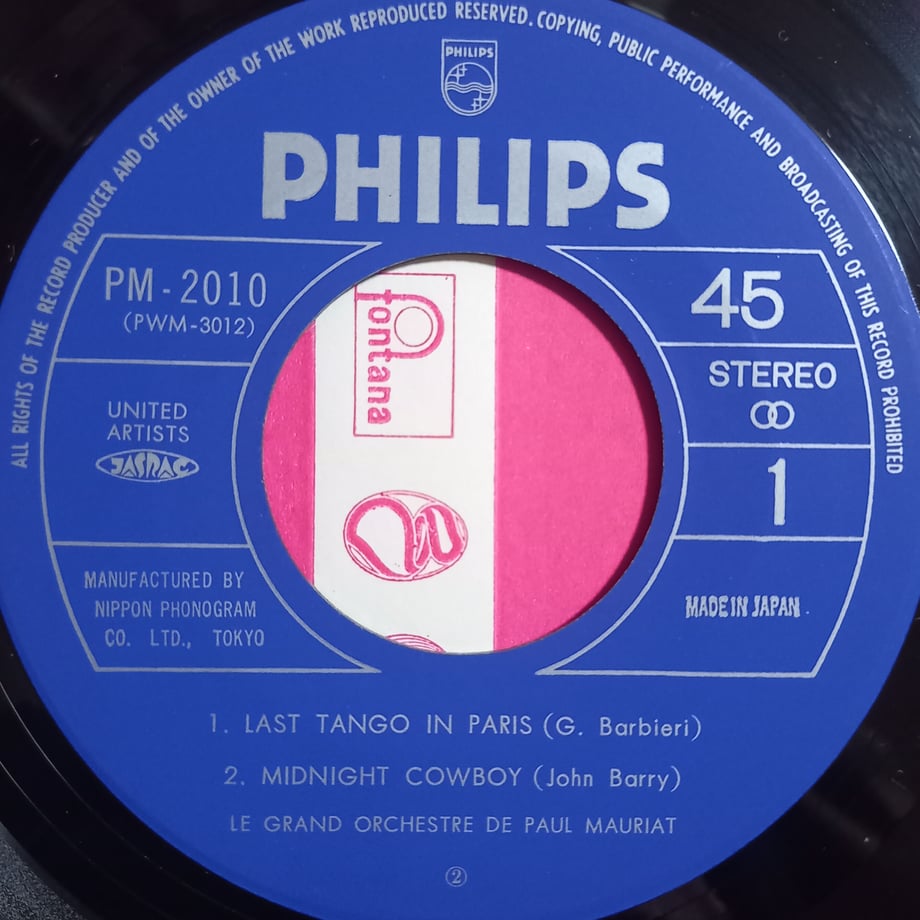 ALL RIGHTS OF THE RECORD PRODUCER AND OF THE OWNER OF THE WORK REPRODUCED RESERVED. COPYING, PUBLIC PERFORMANCE AND BROADCASTING OF THIS RECORD PROHIBITED
PHILIPS
PHILIPS
PM-2010
(PWM-3012)
UNITED
ARTISTS
JASRAC
MANUFACTURED BY
NIPPON PHONOGRAM
CO. LTD., TOKYO
fontana
45
STEREO
1
MADE IN JAPAN
1. LAST TANGO IN PARIS (G. Barbieri)
2. MIDNIGHT COWBOY (John Barry)
LE GRAND ORCHESTRE DE PAUL MAURIAT
②